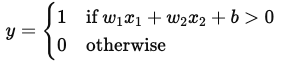 y = { 1 if w₁x₁ + w₂x₂ + b > 0
0 otherwise